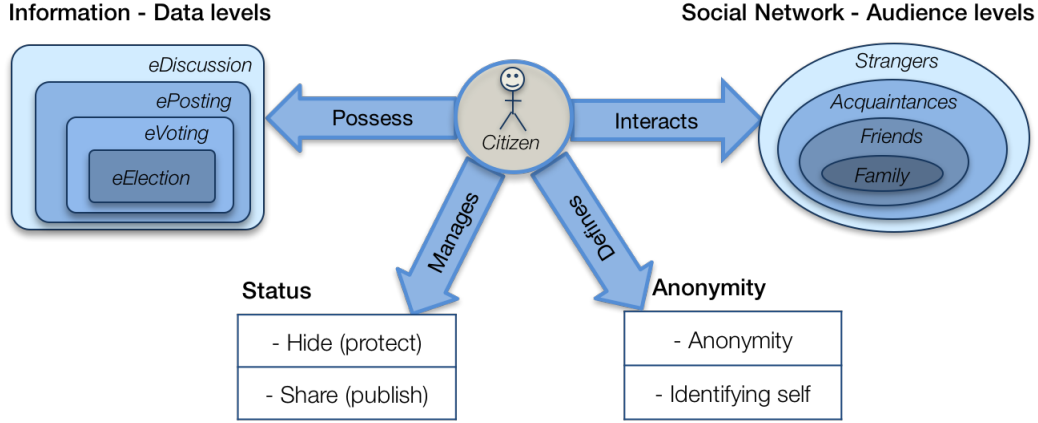 Information - Data levels
Social Network - Audience levels
eDiscussion
ePosting
eVoting
eElection
Possess
Citizen
Interacts
Strangers
Acquaintances
Friends
Family
Manages
Defines
Status
- Hide (protect)
- Share (publish)
Anonymity
- Anonymity
- Identifying self